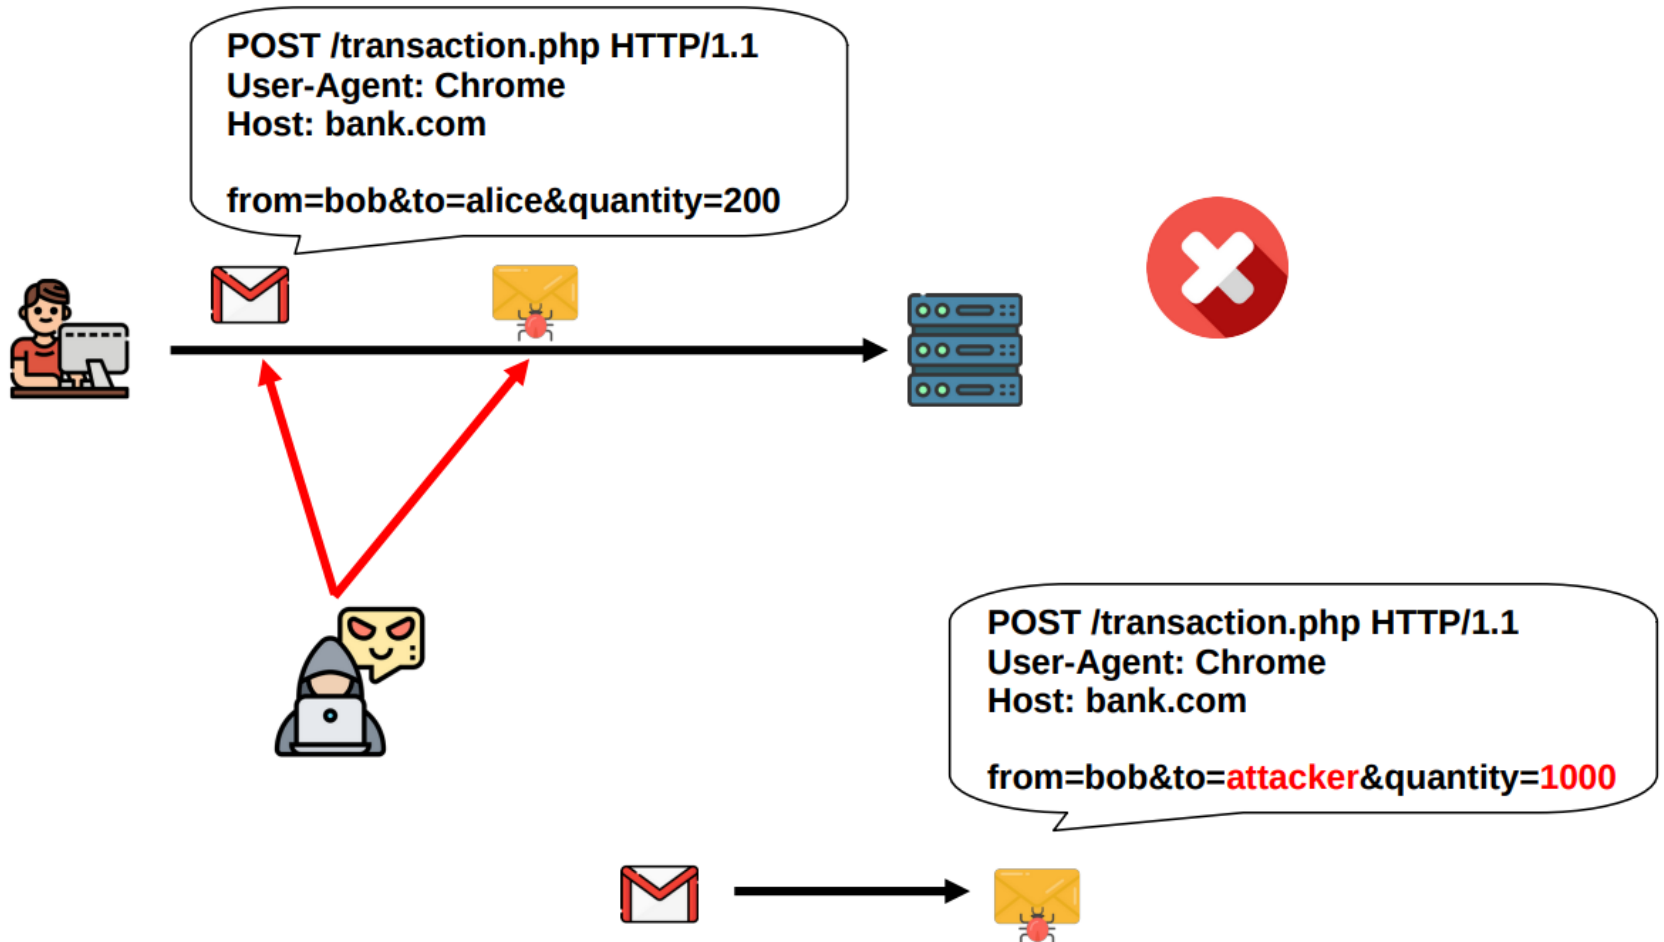 POST /transaction.php HTTP/1.1
User-Agent: Chrome
Host: bank.com
from=bob&to=alice&quantity=200
POST /transaction.php HTTP/1.1
User-Agent: Chrome
Host: bank.com
from=bob&to=attacker&quantity=1000